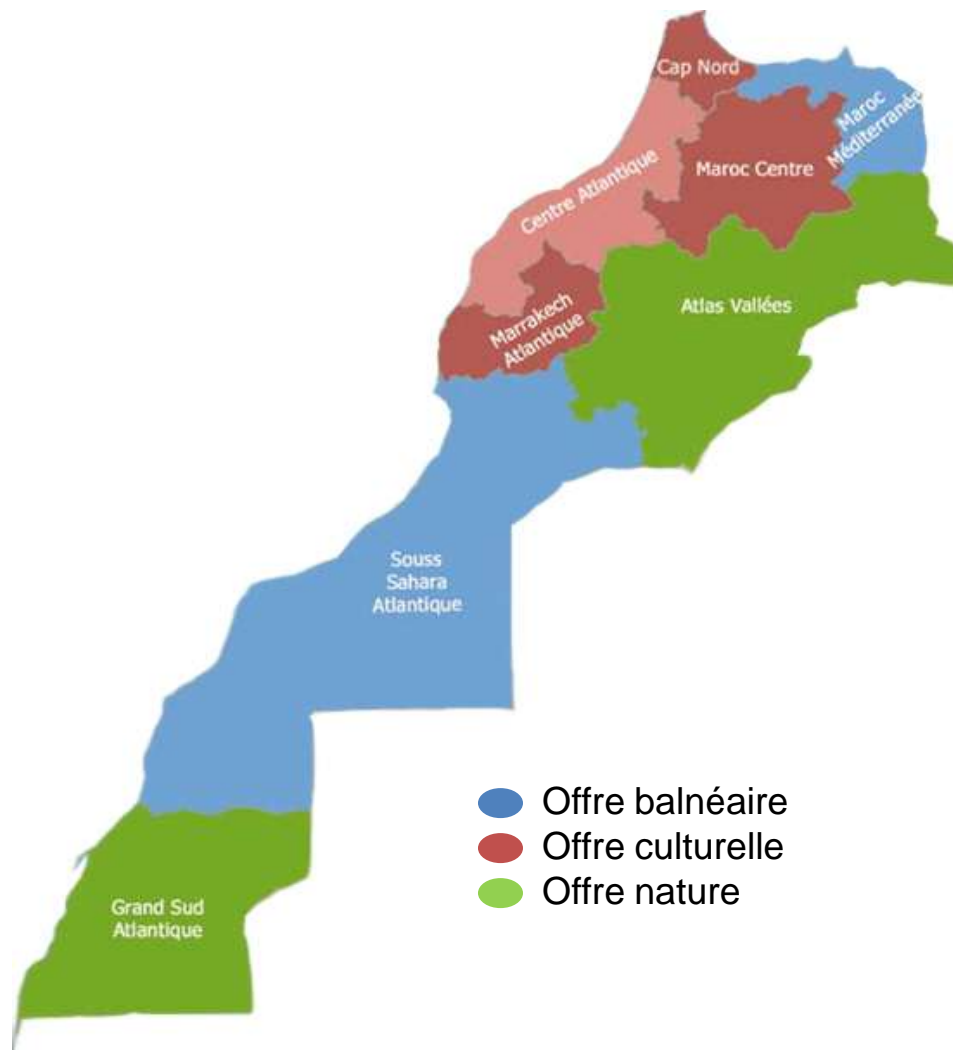 Cap Nord
Maroc
Méditerranée
Centre Atlantique
Maroc Centre
Atlas Vallées
Marrakech
Atlantique
Souss
Sahara
Atlantique
Offre balnéaire
Offre culturelle
Offre nature
Grand Sud
Atlantique